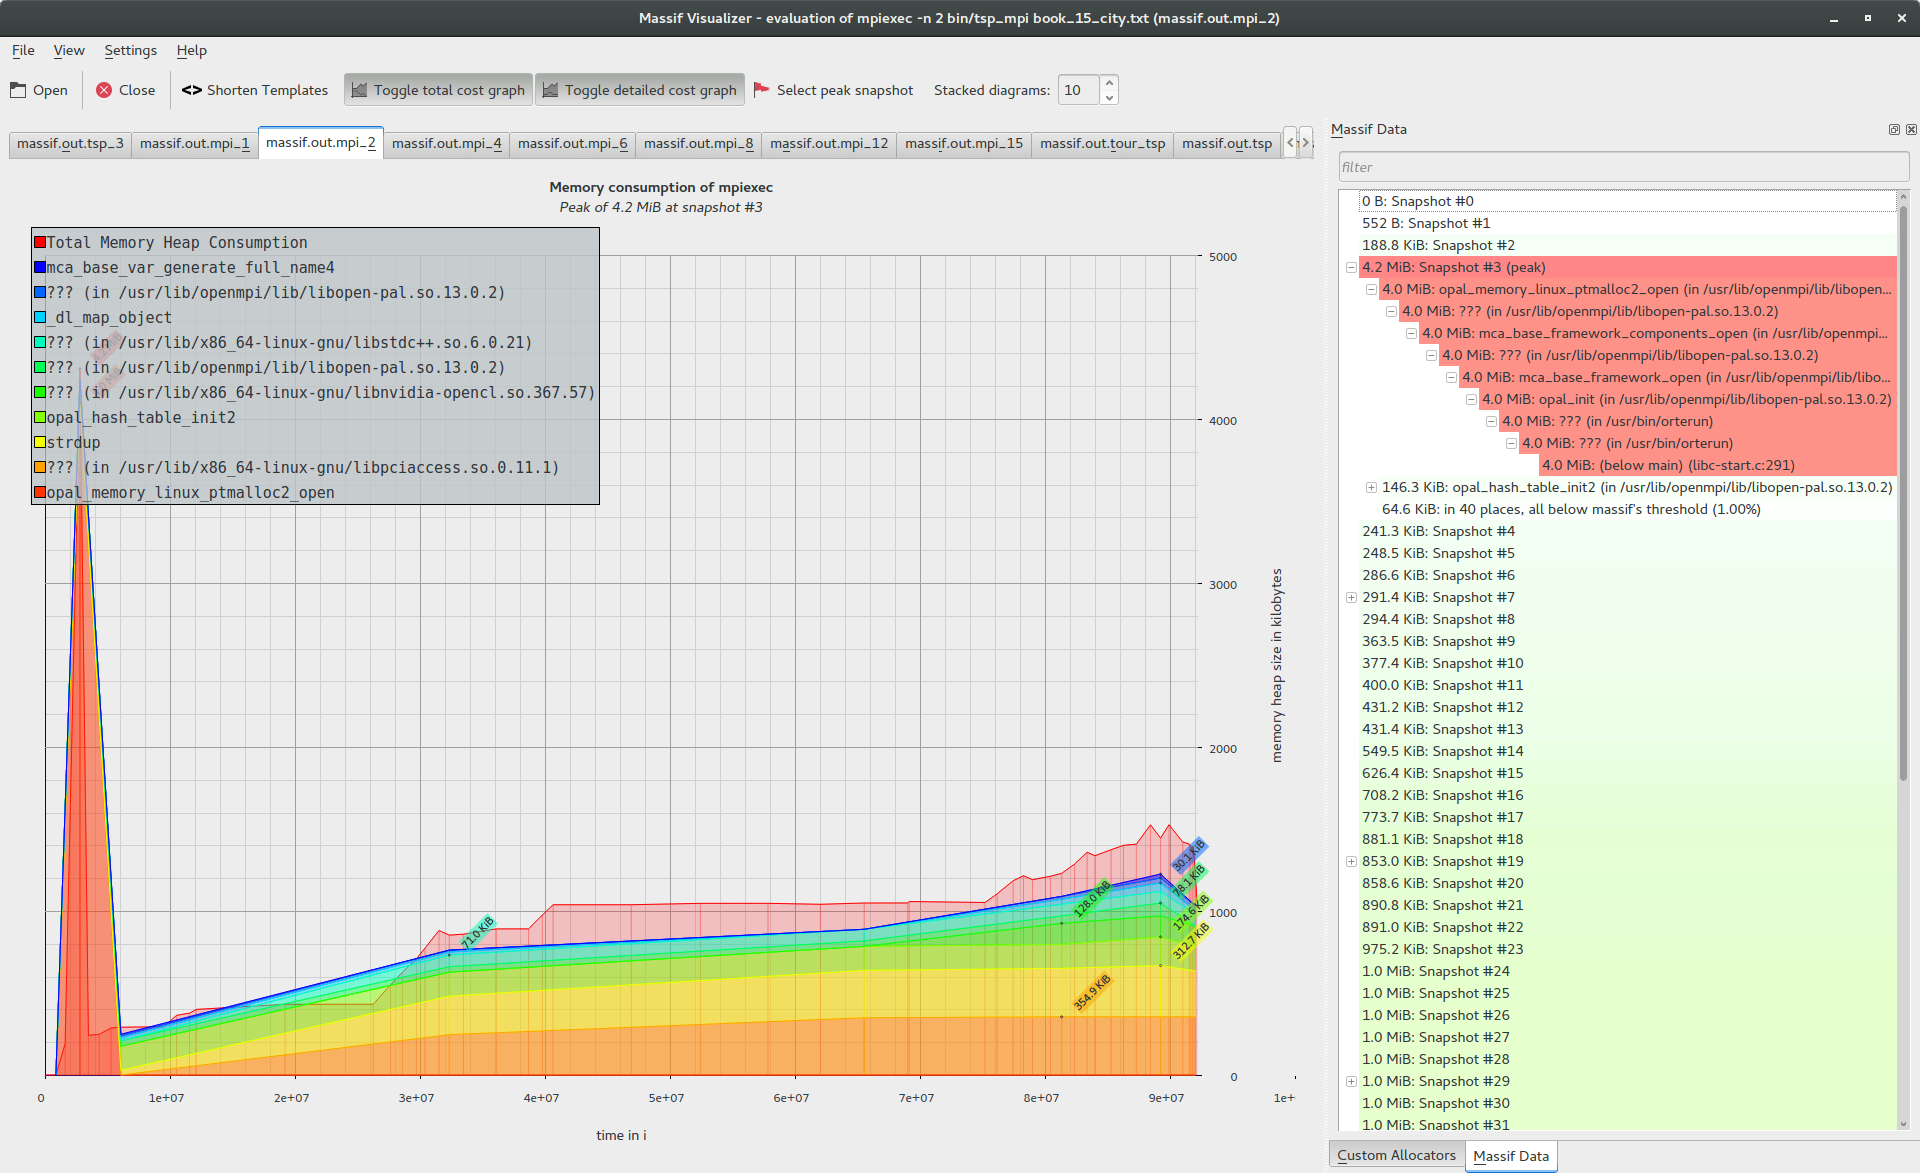 Massif Visualizer - evaluation of mpiexec -n 2 bin/tsp_mpi book_15_city.txt (massif.out.mpi_2)
File View Settings Help
Open Close <> Shorten Templates Toggle total cost graph Toggle detailed cost graph Select peak snapshot Stacked diagrams: 10
massif.out.tsp_3 massif.out.mpi_1 massif.out.mpi_2 massif.out.mpi_4 massif.out.mpi_6 massif.out.mpi_8 massif.out.mpi_12 massif.out.mpi_15 massif.out.tour_tsp massif.out.tsp
Memory consumption of mpiexec
Peak of 4.2 MiB at snapshot #3
Total Memory Heap Consumption
mca_base_var_generate_full_name4
??? (in /usr/lib/openmpi/lib/libopen-pal.so.13.0.2)
_dl_map_object
??? (in /usr/lib/x86_64-linux-gnu/libstdc++.so.6.0.21)
??? (in /usr/lib/openmpi/lib/libopen-pal.so.13.0.2)
??? (in /usr/lib/x86_64-linux-gnu/libnvidia-opencl.so.367.57)
opal_hash_table_init2
strdup
??? (in /usr/lib/x86_64-linux-gnu/libpciaccess.so.0.11.1)
opal_memory_linux_ptmalloc2_open
5000
4000
3000
2000
1000
0
memory heap size in kilobytes
71.0 KiB
128.0 KiB
354.9 KiB
30.1 KiB
78.1 KiB
174.6 KiB
312.7 KiB
0 1e+07 2e+07 3e+07 4e+07 5e+07 6e+07 7e+07 8e+07 9e+07 1e+
time in i
Massif Data
filter
0 B: Snapshot #0
552 B: Snapshot #1
188.8 KiB: Snapshot #2
4.2 MiB: Snapshot #3 (peak)
4.0 MiB: opal_memory_linux_ptmalloc2_open (in /usr/lib/openmpi/lib/libopen...
4.0 MiB: ??? (in /usr/lib/openmpi/lib/libopen-pal.so.13.0.2)
4.0 MiB: mca_base_framework_components_open (in /usr/lib/openmpi...
4.0 MiB: ??? (in /usr/lib/openmpi/lib/libopen-pal.so.13.0.2)
4.0 MiB: mca_base_framework_open (in /usr/lib/openmpi/lib/libo...
4.0 MiB: opal_init (in /usr/lib/openmpi/lib/libopen-pal.so.13.0.2)
4.0 MiB: ??? (in /usr/bin/orterun)
4.0 MiB: ??? (in /usr/bin/orterun)
4.0 MiB: (below main) (libc-start.c:291)
146.3 KiB: opal_hash_table_init2 (in /usr/lib/openmpi/lib/libopen-pal.so.13.0.2)
64.6 KiB: in 40 places, all below massif's threshold (1.00%)
241.3 KiB: Snapshot #4
248.5 KiB: Snapshot #5
286.6 KiB: Snapshot #6
291.4 KiB: Snapshot #7
294.4 KiB: Snapshot #8
363.5 KiB: Snapshot #9
377.4 KiB: Snapshot #10
400.0 KiB: Snapshot #11
431.2 KiB: Snapshot #12
431.4 KiB: Snapshot #13
549.5 KiB: Snapshot #14
626.4 KiB: Snapshot #15
708.2 KiB: Snapshot #16
773.7 KiB: Snapshot #17
881.1 KiB: Snapshot #18
853.0 KiB: Snapshot #19
858.6 KiB: Snapshot #20
890.8 KiB: Snapshot #21
891.0 KiB: Snapshot #22
975.2 KiB: Snapshot #23
1.0 MiB: Snapshot #24
1.0 MiB: Snapshot #25
1.0 MiB: Snapshot #26
1.0 MiB: Snapshot #27
1.0 MiB: Snapshot #28
1.0 MiB: Snapshot #29
1.0 MiB: Snapshot #30
1.0 MiB: Snapshot #31
Custom Allocators Massif Data